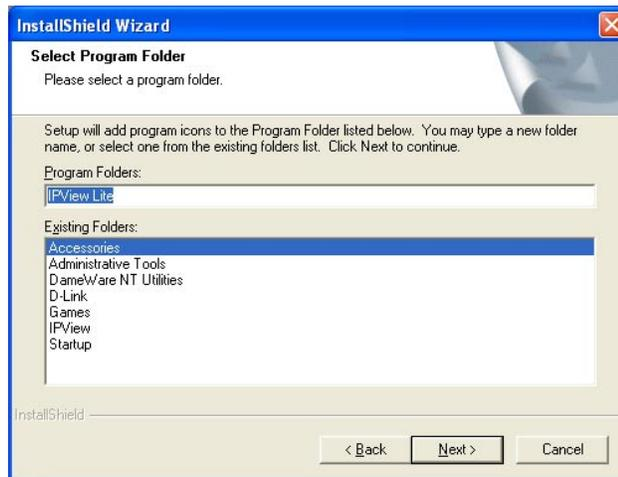 InstallShield Wizard
Select Program Folder
Please select a program folder.
Setup will add program icons to the Program Folder listed below. You may type a new folder
name, or select one from the existing folders list. Click Next to continue.
Program Folders:
IPView Lite
Existing Folders:
Accessories
Administrative Tools
DameWare NT Utilities
D-Link
Games
IPView
Startup
InstallShield
< Back
Next >
Cancel